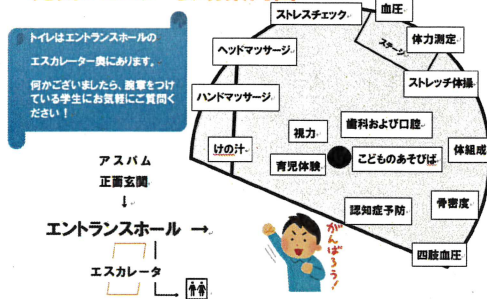 ストレスチェック
血圧
トイレはエントランスホールの
エスカレーター奥にあります。
何かございましたら、腕章をつけ
ている学生にお気軽にご質問く
ださい！
ステージ
体力測定
ヘッドマッサージ
ストレッチ体操
ハンドマッサージ
歯科および口腔
視力
けの汁
体組成
育児体験
こどものあそびば
アスパム
正面玄関
↓
骨密度
認知症予防
エントランスホール →
がんばろう！
四肢血圧
エスカレータ